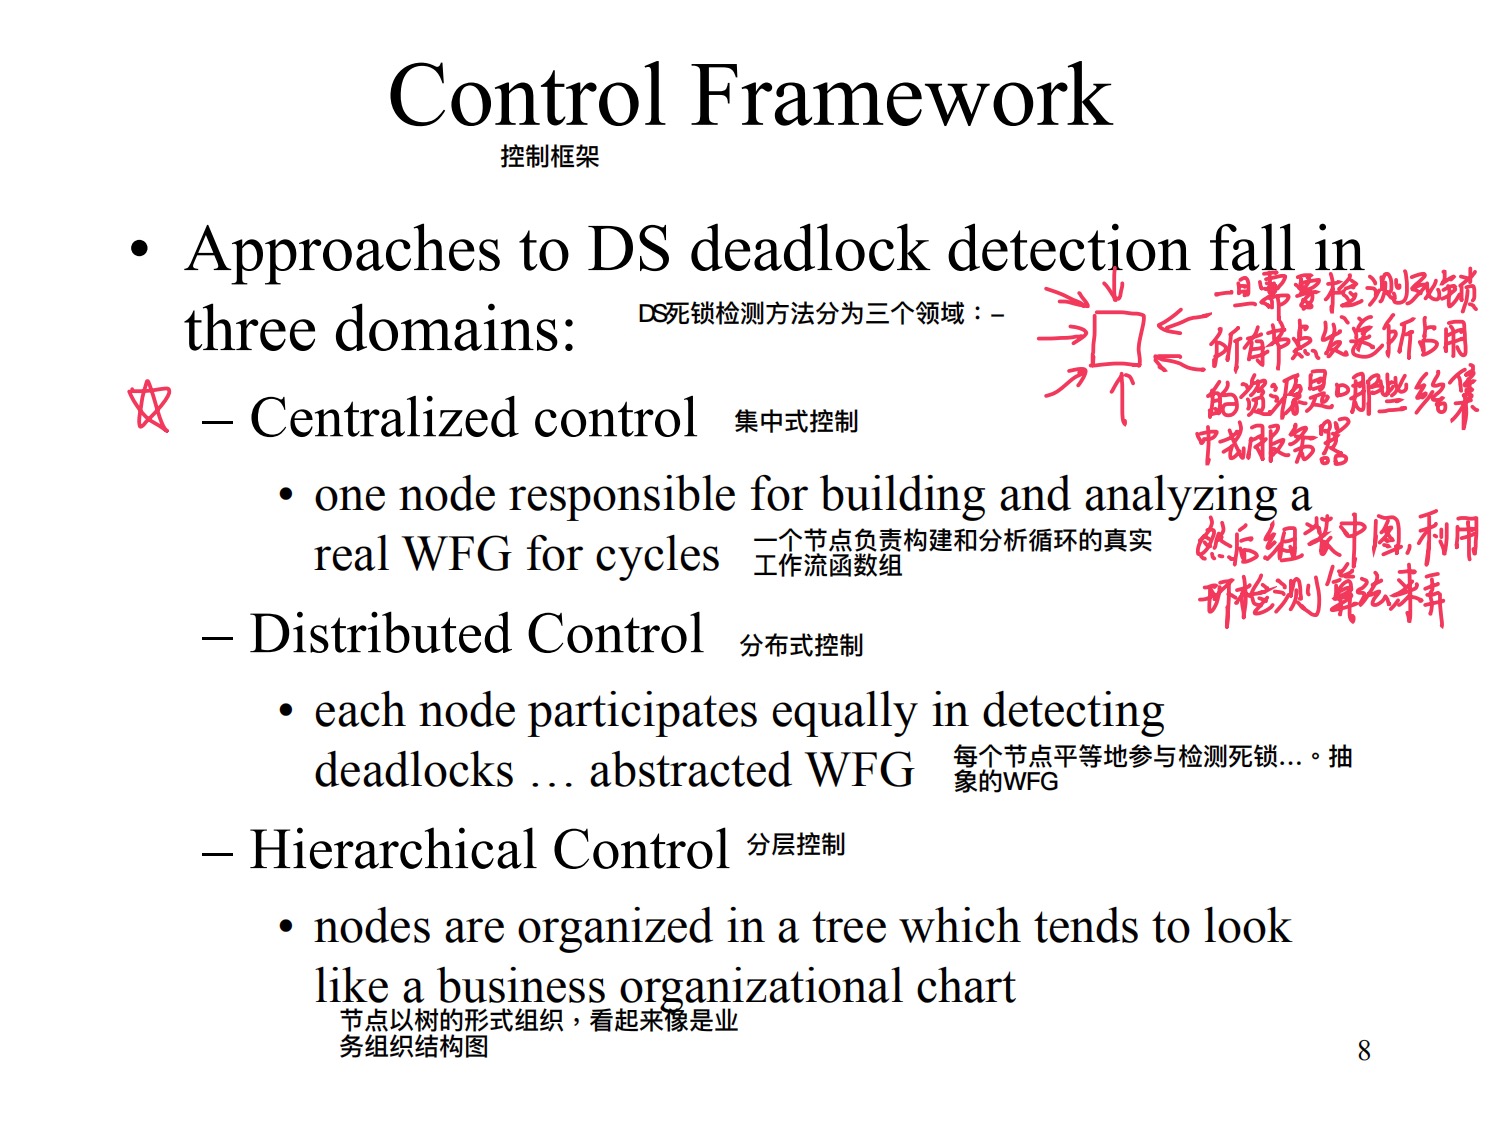 Control Framework
控制框架
• Approaches to DS deadlock detection fall in
three domains:
DS死锁检测方法分为三个领域：–
一旦需要检测死锁
所有节点发送所占用
的资源是哪些给集
中式服务器
– Centralized control
集中式控制
• one node responsible for building and analyzing a
real WFG for cycles
一个节点负责构建和分析循环的真实
工作流函数组
然后组装中图,利用
环检测算法来弄
– Distributed Control
分布式控制
• each node participates equally in detecting
deadlocks … abstracted WFG
每个节点平等地参与检测死锁…。抽
象的WFG
– Hierarchical Control
分层控制
• nodes are organized in a tree which tends to look
like a business organizational chart
节点以树的形式组织，看起来像是业
务组织结构图
8